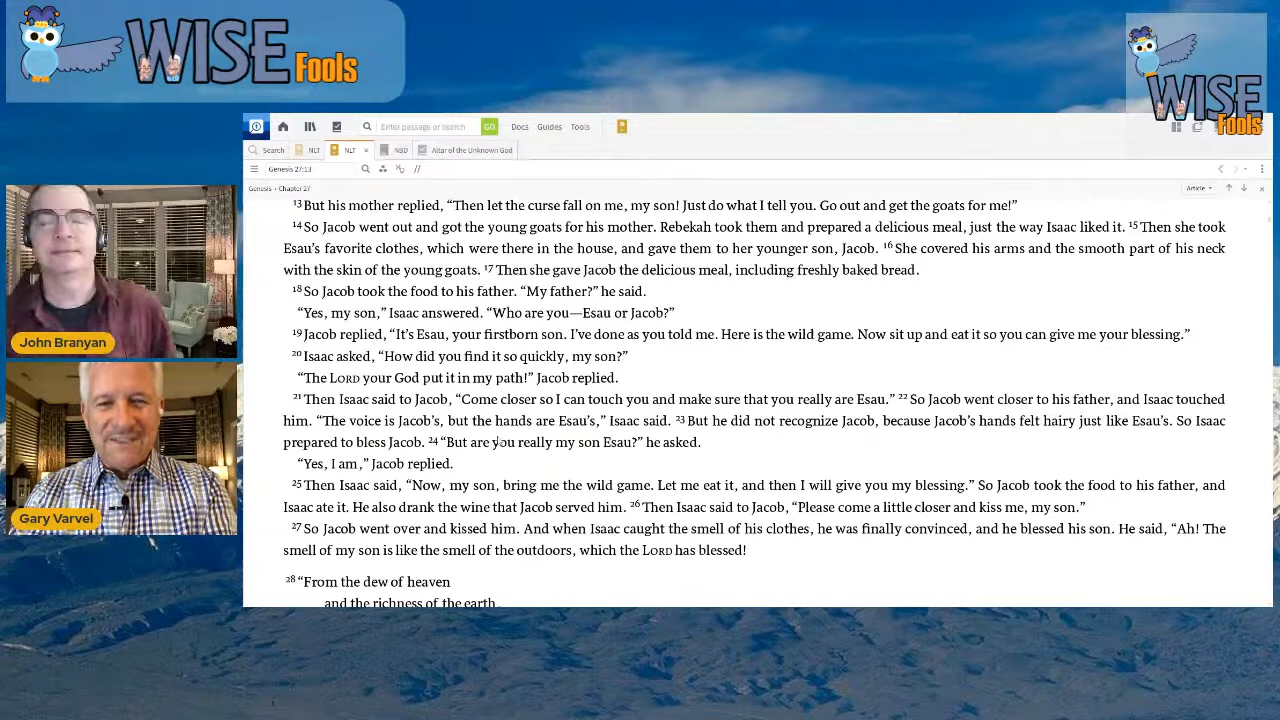 WISE Fools
WISE
Fools
Enter passage or search
GO
Docs Guides Tools
Search NLT NLT × NBD Altar of the Unknown God
Genesis 27:13
Genesis › Chapter 27
Article
13 But his mother replied, “Then let the curse fall on me, my son! Just do what I tell you. Go out and get the goats for me!”
14 So Jacob went out and got the young goats for his mother. Rebekah took them and prepared a delicious meal, just the way Isaac liked it. 15 Then she took
Esau’s favorite clothes, which were there in the house, and gave them to her younger son, Jacob. 16 She covered his arms and the smooth part of his neck
with the skin of the young goats. 17 Then she gave Jacob the delicious meal, including freshly baked bread.
18 So Jacob took the food to his father. “My father?” he said.
“Yes, my son,” Isaac answered. “Who are you—Esau or Jacob?”
19 Jacob replied, “It’s Esau, your firstborn son. I’ve done as you told me. Here is the wild game. Now sit up and eat it so you can give me your blessing.”
20 Isaac asked, “How did you find it so quickly, my son?”
“The LORD your God put it in my path!” Jacob replied.
21 Then Isaac said to Jacob, “Come closer so I can touch you and make sure that you really are Esau.” 22 So Jacob went closer to his father, and Isaac touched
him. “The voice is Jacob’s, but the hands are Esau’s,” Isaac said. 23 But he did not recognize Jacob, because Jacob’s hands felt hairy just like Esau’s. So Isaac
prepared to bless Jacob. 24 “But are you really my son Esau?” he asked.
“Yes, I am,” Jacob replied.
25 Then Isaac said, “Now, my son, bring me the wild game. Let me eat it, and then I will give you my blessing.” So Jacob took the food to his father, and
Isaac ate it. He also drank the wine that Jacob served him. 26 Then Isaac said to Jacob, “Please come a little closer and kiss me, my son.”
27 So Jacob went over and kissed him. And when Isaac caught the smell of his clothes, he was finally convinced, and he blessed his son. He said, “Ah! The
smell of my son is like the smell of the outdoors, which the LORD has blessed!
28 “From the dew of heaven
and the richness of the earth,
John Branyan
Gary Varvel